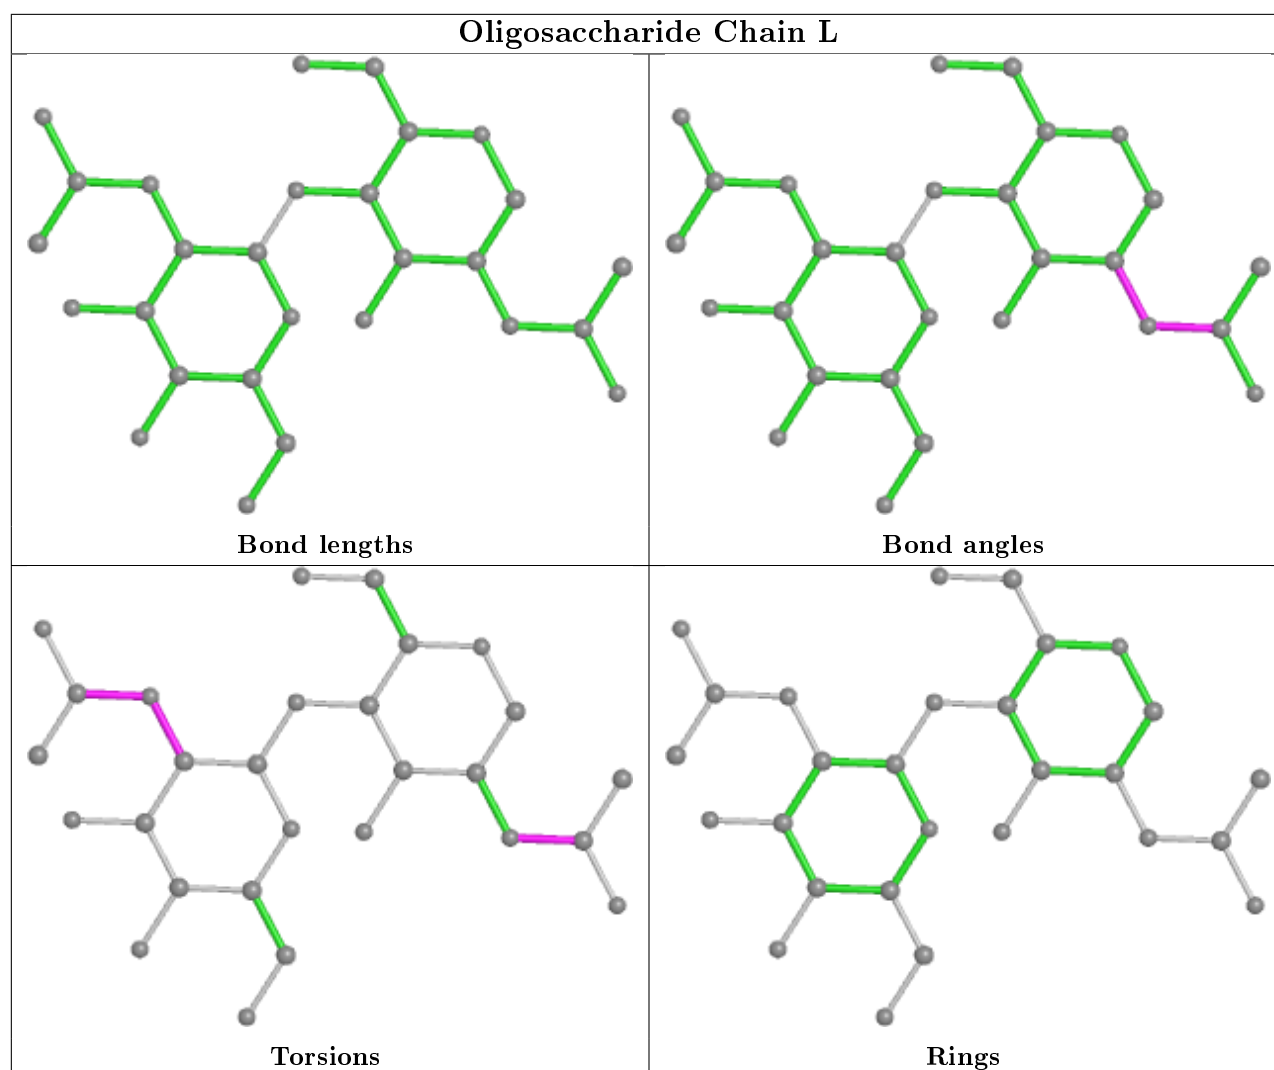 Oligosaccharide Chain L
Bond lengths
Bond angles
Torsions
Rings